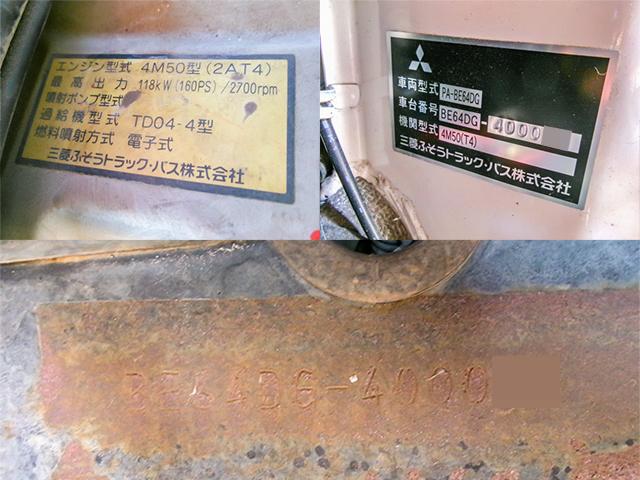 エンジン型式 4M50型(2AT4)
最高出力 118kW(160PS)/2700rpm
噴射ポンプ型式
過給機型式 TD04-4型
燃料噴射方式 電子式
三菱ふそうトラック・バス株式会社
車両型式 PA-BE64DG
車台番号 BE64DG-4000
機関型式 4M50(T4)
三菱ふそうトラック・バス株式会社
BE64DG-4000